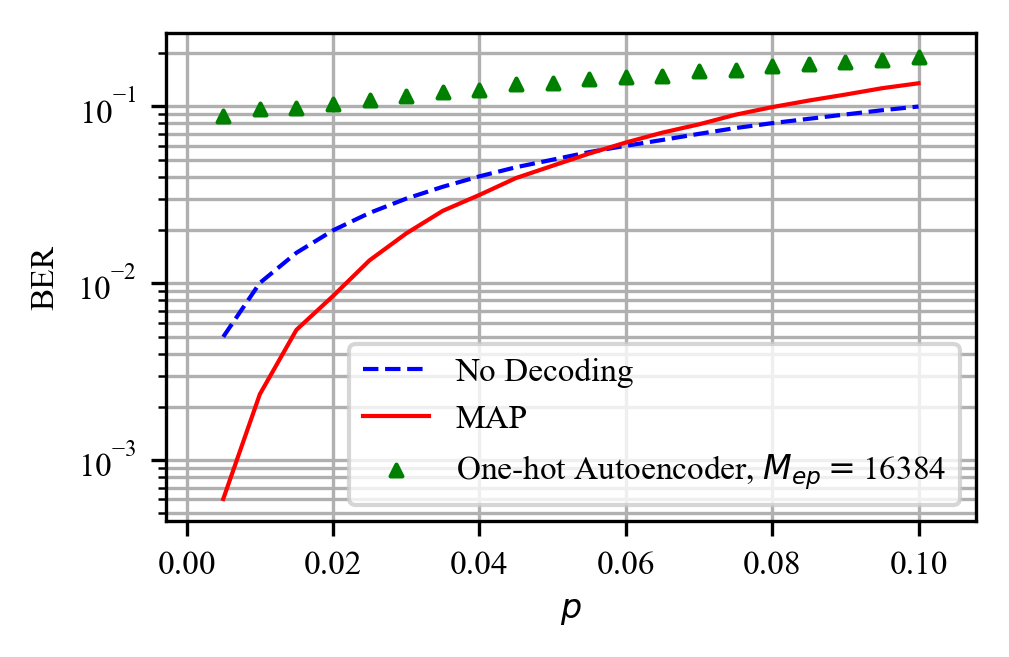 BER
10⁻¹
10⁻²
10⁻³
No Decoding
MAP
One-hot Autoencoder, M_ep = 16384
0.00 0.02 0.04 0.06 0.08 0.10
p